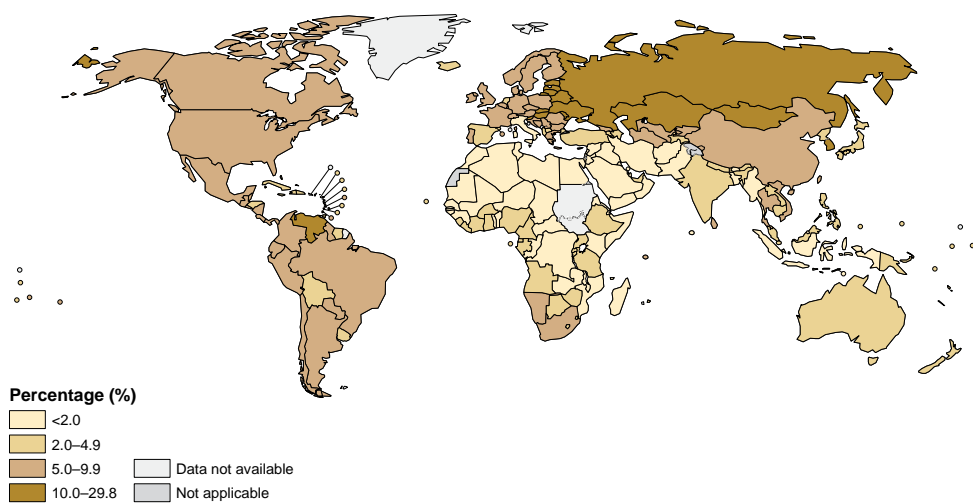 Percentage (%)
<2.0
2.0–4.9
5.0–9.9
10.0–29.8
Data not available
Not applicable